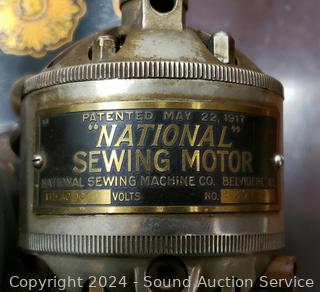 PATENTED MAY 22, 1917
"NATIONAL"
SEWING MOTOR
NATIONAL SEWING MACHINE CO. BELVIDERE, ILL.
VOLTS NO.
Copyright 2024 - Sound Auction Service